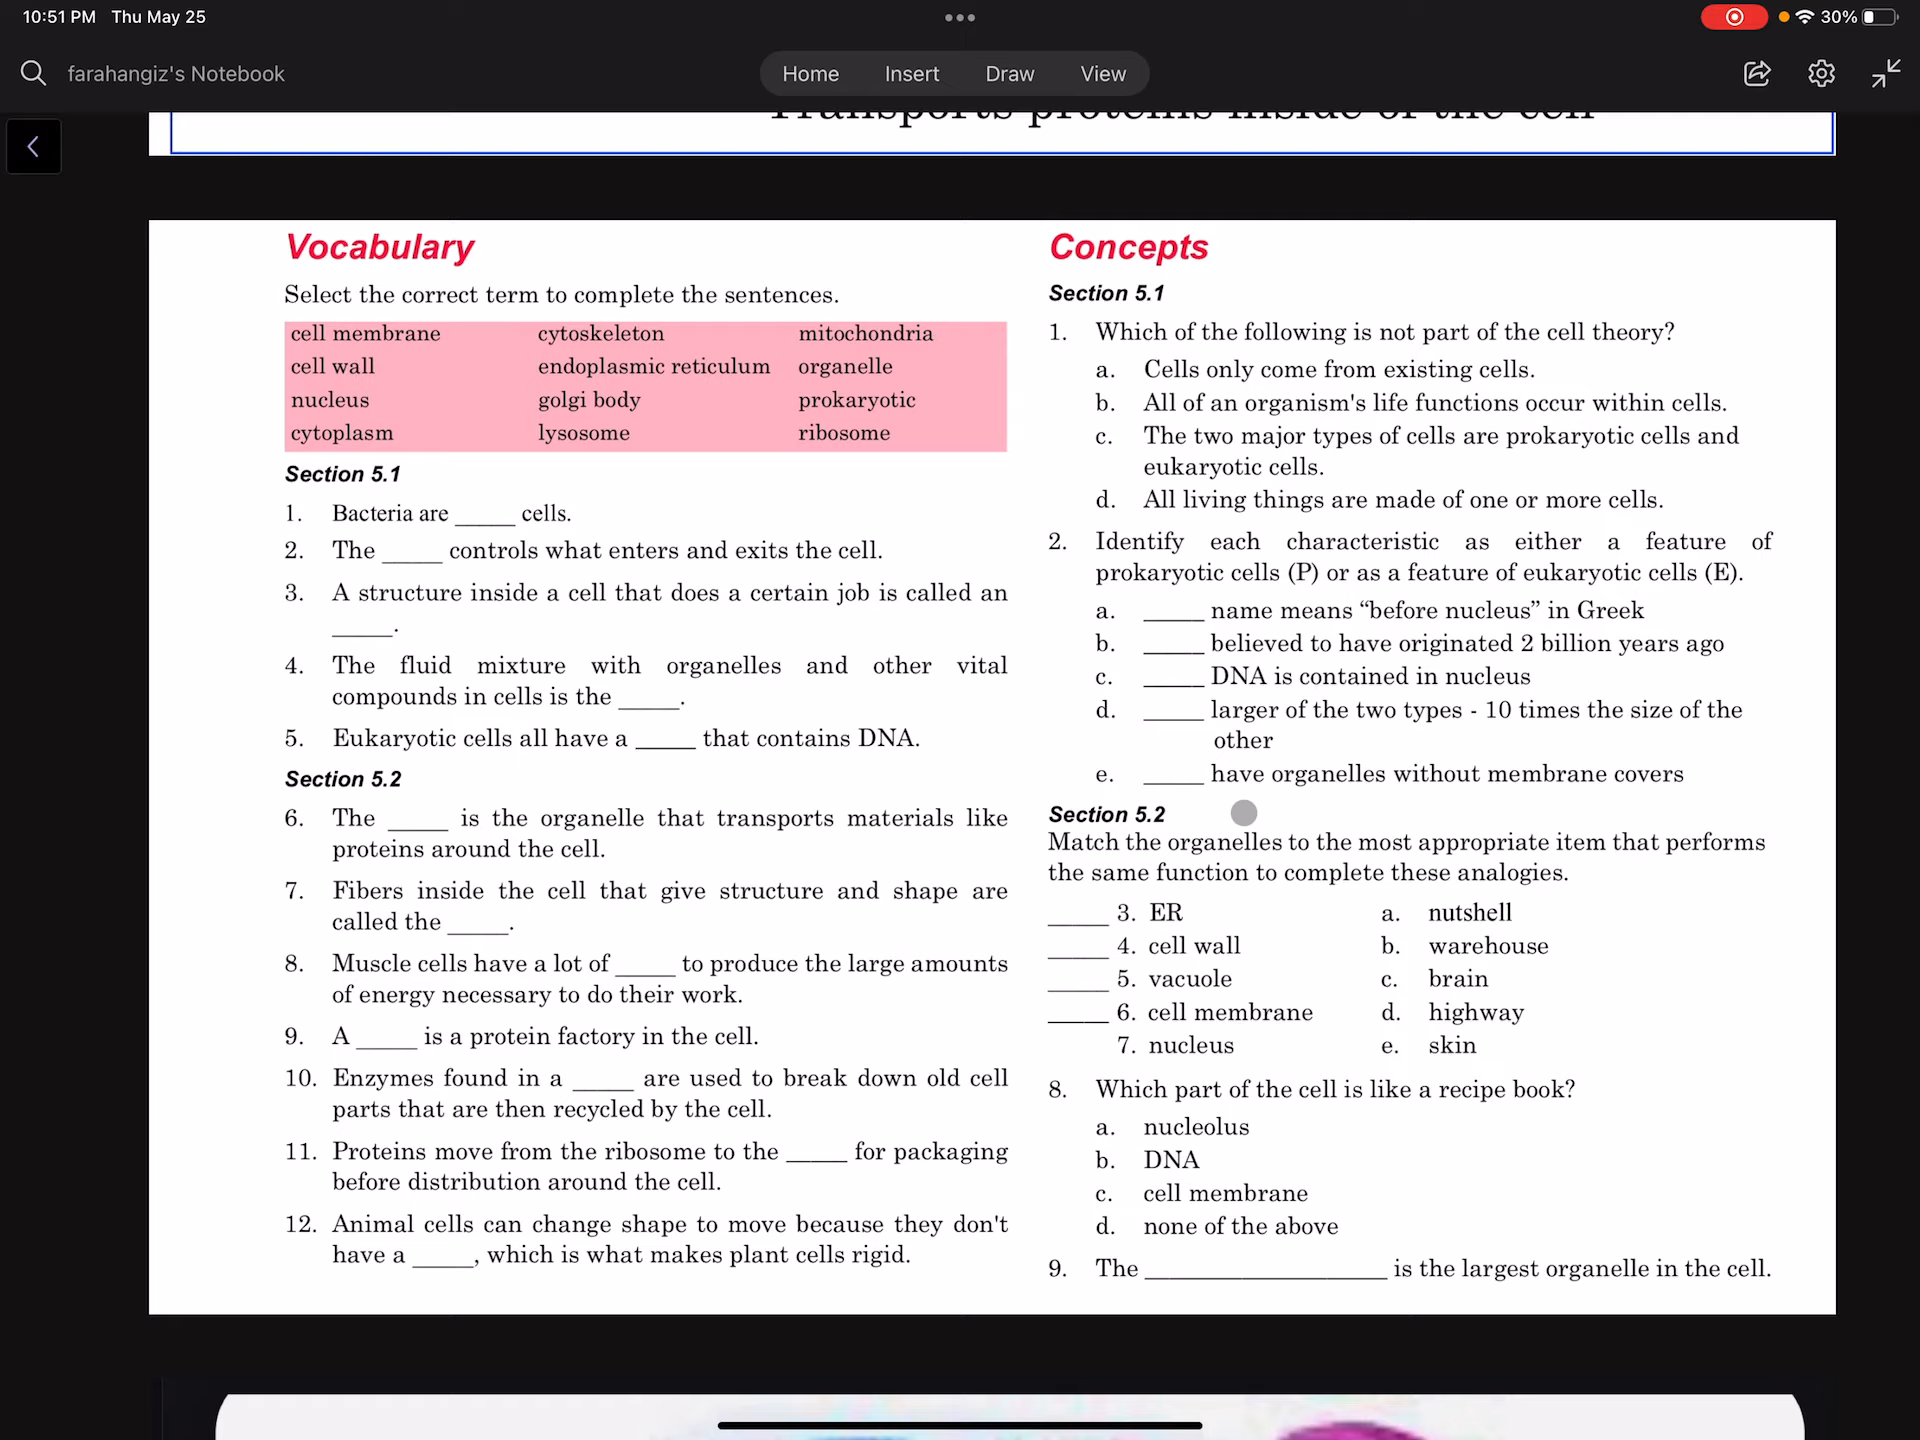 10:51 PM Thu May 25
30%
farahangiz's Notebook
Home Insert Draw View
Transports proteins inside of the cell
Vocabulary
Select the correct term to complete the sentences.
cell membrane cytoskeleton mitochondria
cell wall endoplasmic reticulum organelle
nucleus golgi body prokaryotic
cytoplasm lysosome ribosome
Section 5.1
1. Bacteria are _____ cells.
2. The _____ controls what enters and exits the cell.
3. A structure inside a cell that does a certain job is called an
_____.
4. The fluid mixture with organelles and other vital
compounds in cells is the _____.
5. Eukaryotic cells all have a _____ that contains DNA.
Section 5.2
6. The _____ is the organelle that transports materials like
proteins around the cell.
7. Fibers inside the cell that give structure and shape are
called the _____.
8. Muscle cells have a lot of _____ to produce the large amounts
of energy necessary to do their work.
9. A _____ is a protein factory in the cell.
10. Enzymes found in a _____ are used to break down old cell
parts that are then recycled by the cell.
11. Proteins move from the ribosome to the _____ for packaging
before distribution around the cell.
12. Animal cells can change shape to move because they don't
have a _____, which is what makes plant cells rigid.
Concepts
Section 5.1
1. Which of the following is not part of the cell theory?
a. Cells only come from existing cells.
b. All of an organism's life functions occur within cells.
c. The two major types of cells are prokaryotic cells and
eukaryotic cells.
d. All living things are made of one or more cells.
2. Identify each characteristic as either a feature of
prokaryotic cells (P) or as a feature of eukaryotic cells (E).
a. _____ name means “before nucleus” in Greek
b. _____ believed to have originated 2 billion years ago
c. _____ DNA is contained in nucleus
d. _____ larger of the two types - 10 times the size of the
other
e. _____ have organelles without membrane covers
Section 5.2
Match the organelles to the most appropriate item that performs
the same function to complete these analogies.
_____ 3. ER a. nutshell
_____ 4. cell wall b. warehouse
_____ 5. vacuole c. brain
_____ 6. cell membrane d. highway
7. nucleus e. skin
8. Which part of the cell is like a recipe book?
a. nucleolus
b. DNA
c. cell membrane
d. none of the above
9. The ____________________ is the largest organelle in the cell.